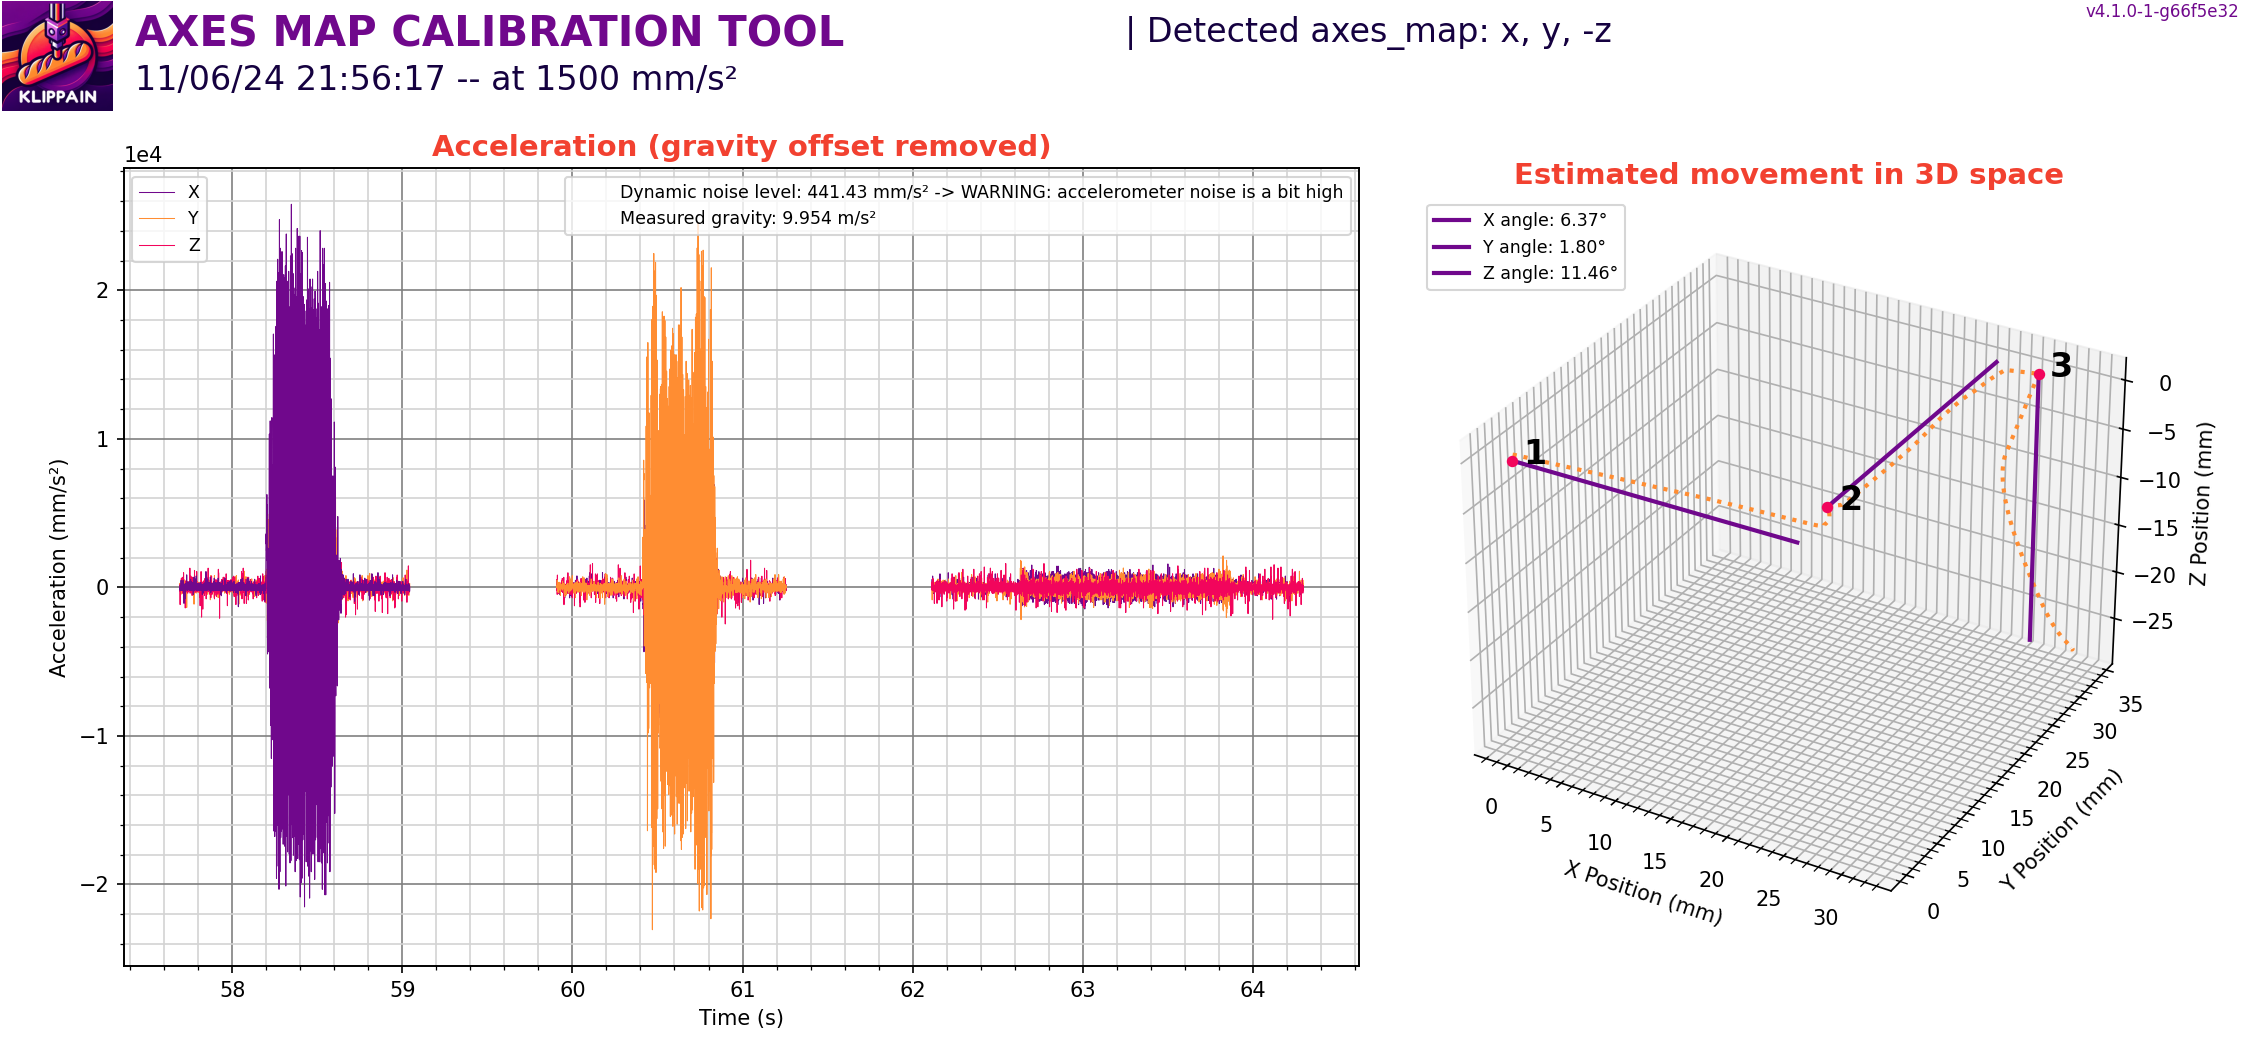 KLIPPAIN
AXES MAP CALIBRATION TOOL
11/06/24 21:56:17 -- at 1500 mm/s²
| Detected axes_map: x, y, -z
v4.1.0-1-g66f5e32
Acceleration (gravity offset removed)
1e4
X
Y
Z
Dynamic noise level: 441.43 mm/s² -> WARNING: accelerometer noise is a bit high
Measured gravity: 9.954 m/s²
2
1
0
−1
−2
Acceleration (mm/s²)
58
59
60
61
62
63
64
Time (s)
Estimated movement in 3D space
X angle: 6.37°
Y angle: 1.80°
Z angle: 11.46°
1
2
3
0
−5
−10
−15
−20
−25
Z Position (mm)
0
5
10
15
20
25
30
X Position (mm)
0
5
10
15
20
25
30
35
Y Position (mm)